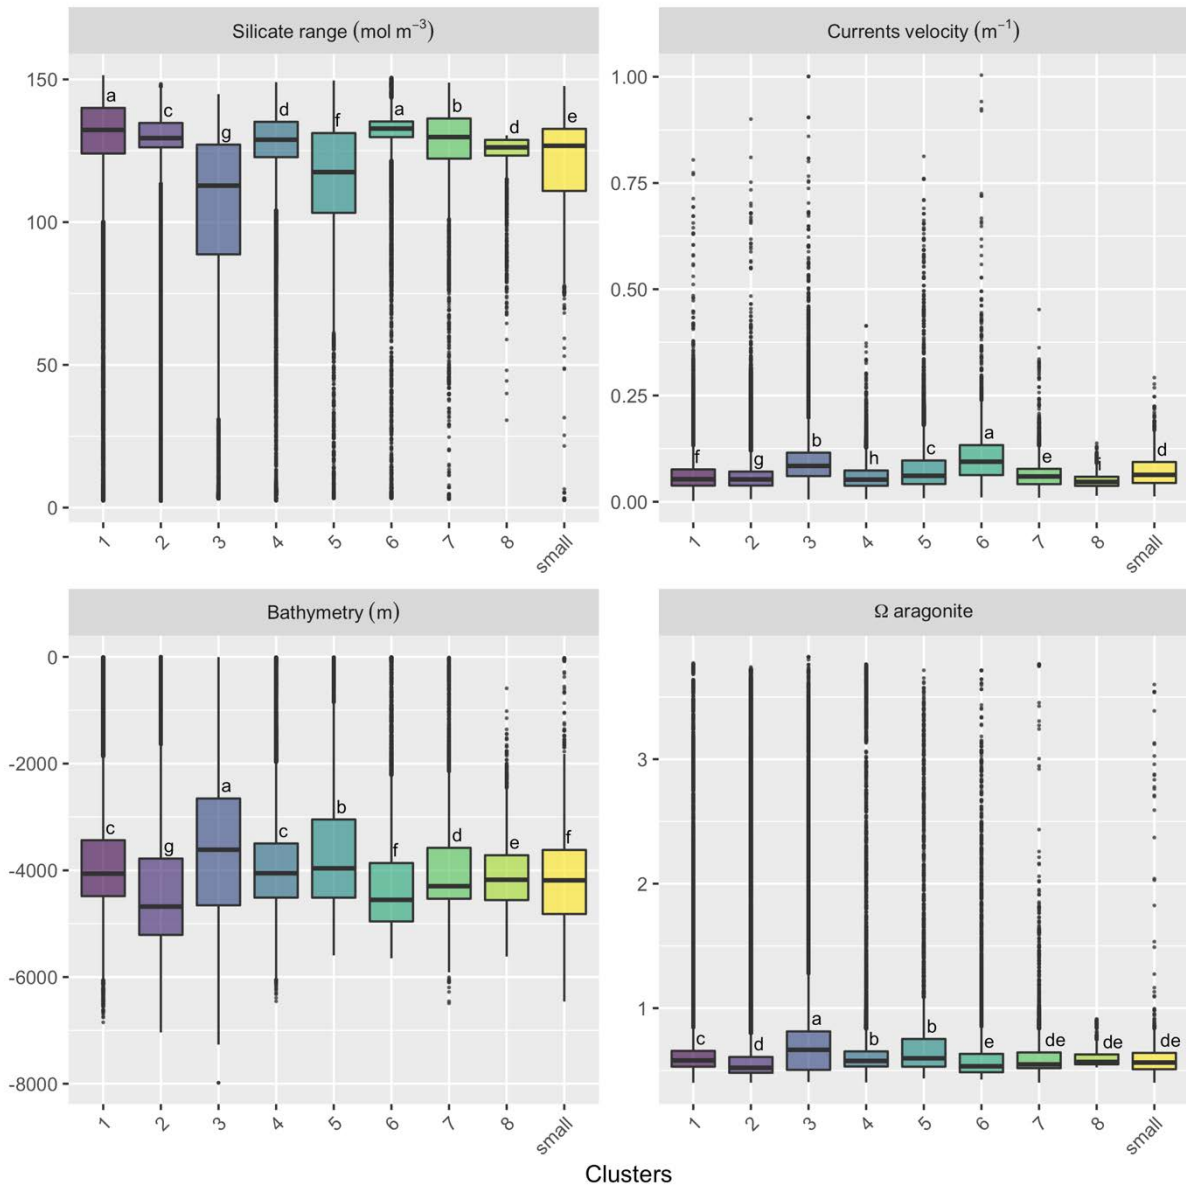 Silicate range (mol m⁻³)
150
100
50
0
a c g d f a b d e
1 2 3 4 5 6 7 8 small
Currents velocity (m⁻¹)
1.00
0.75
0.50
0.25
0.00
f g b h c a e d
1 2 3 4 5 6 7 8 small
Bathymetry (m)
0
-2000
-4000
-6000
-8000
c g a c b f d e f
1 2 3 4 5 6 7 8 small
Ω aragonite
3
2
1
c d a b b e de de de
1 2 3 4 5 6 7 8 small
Clusters